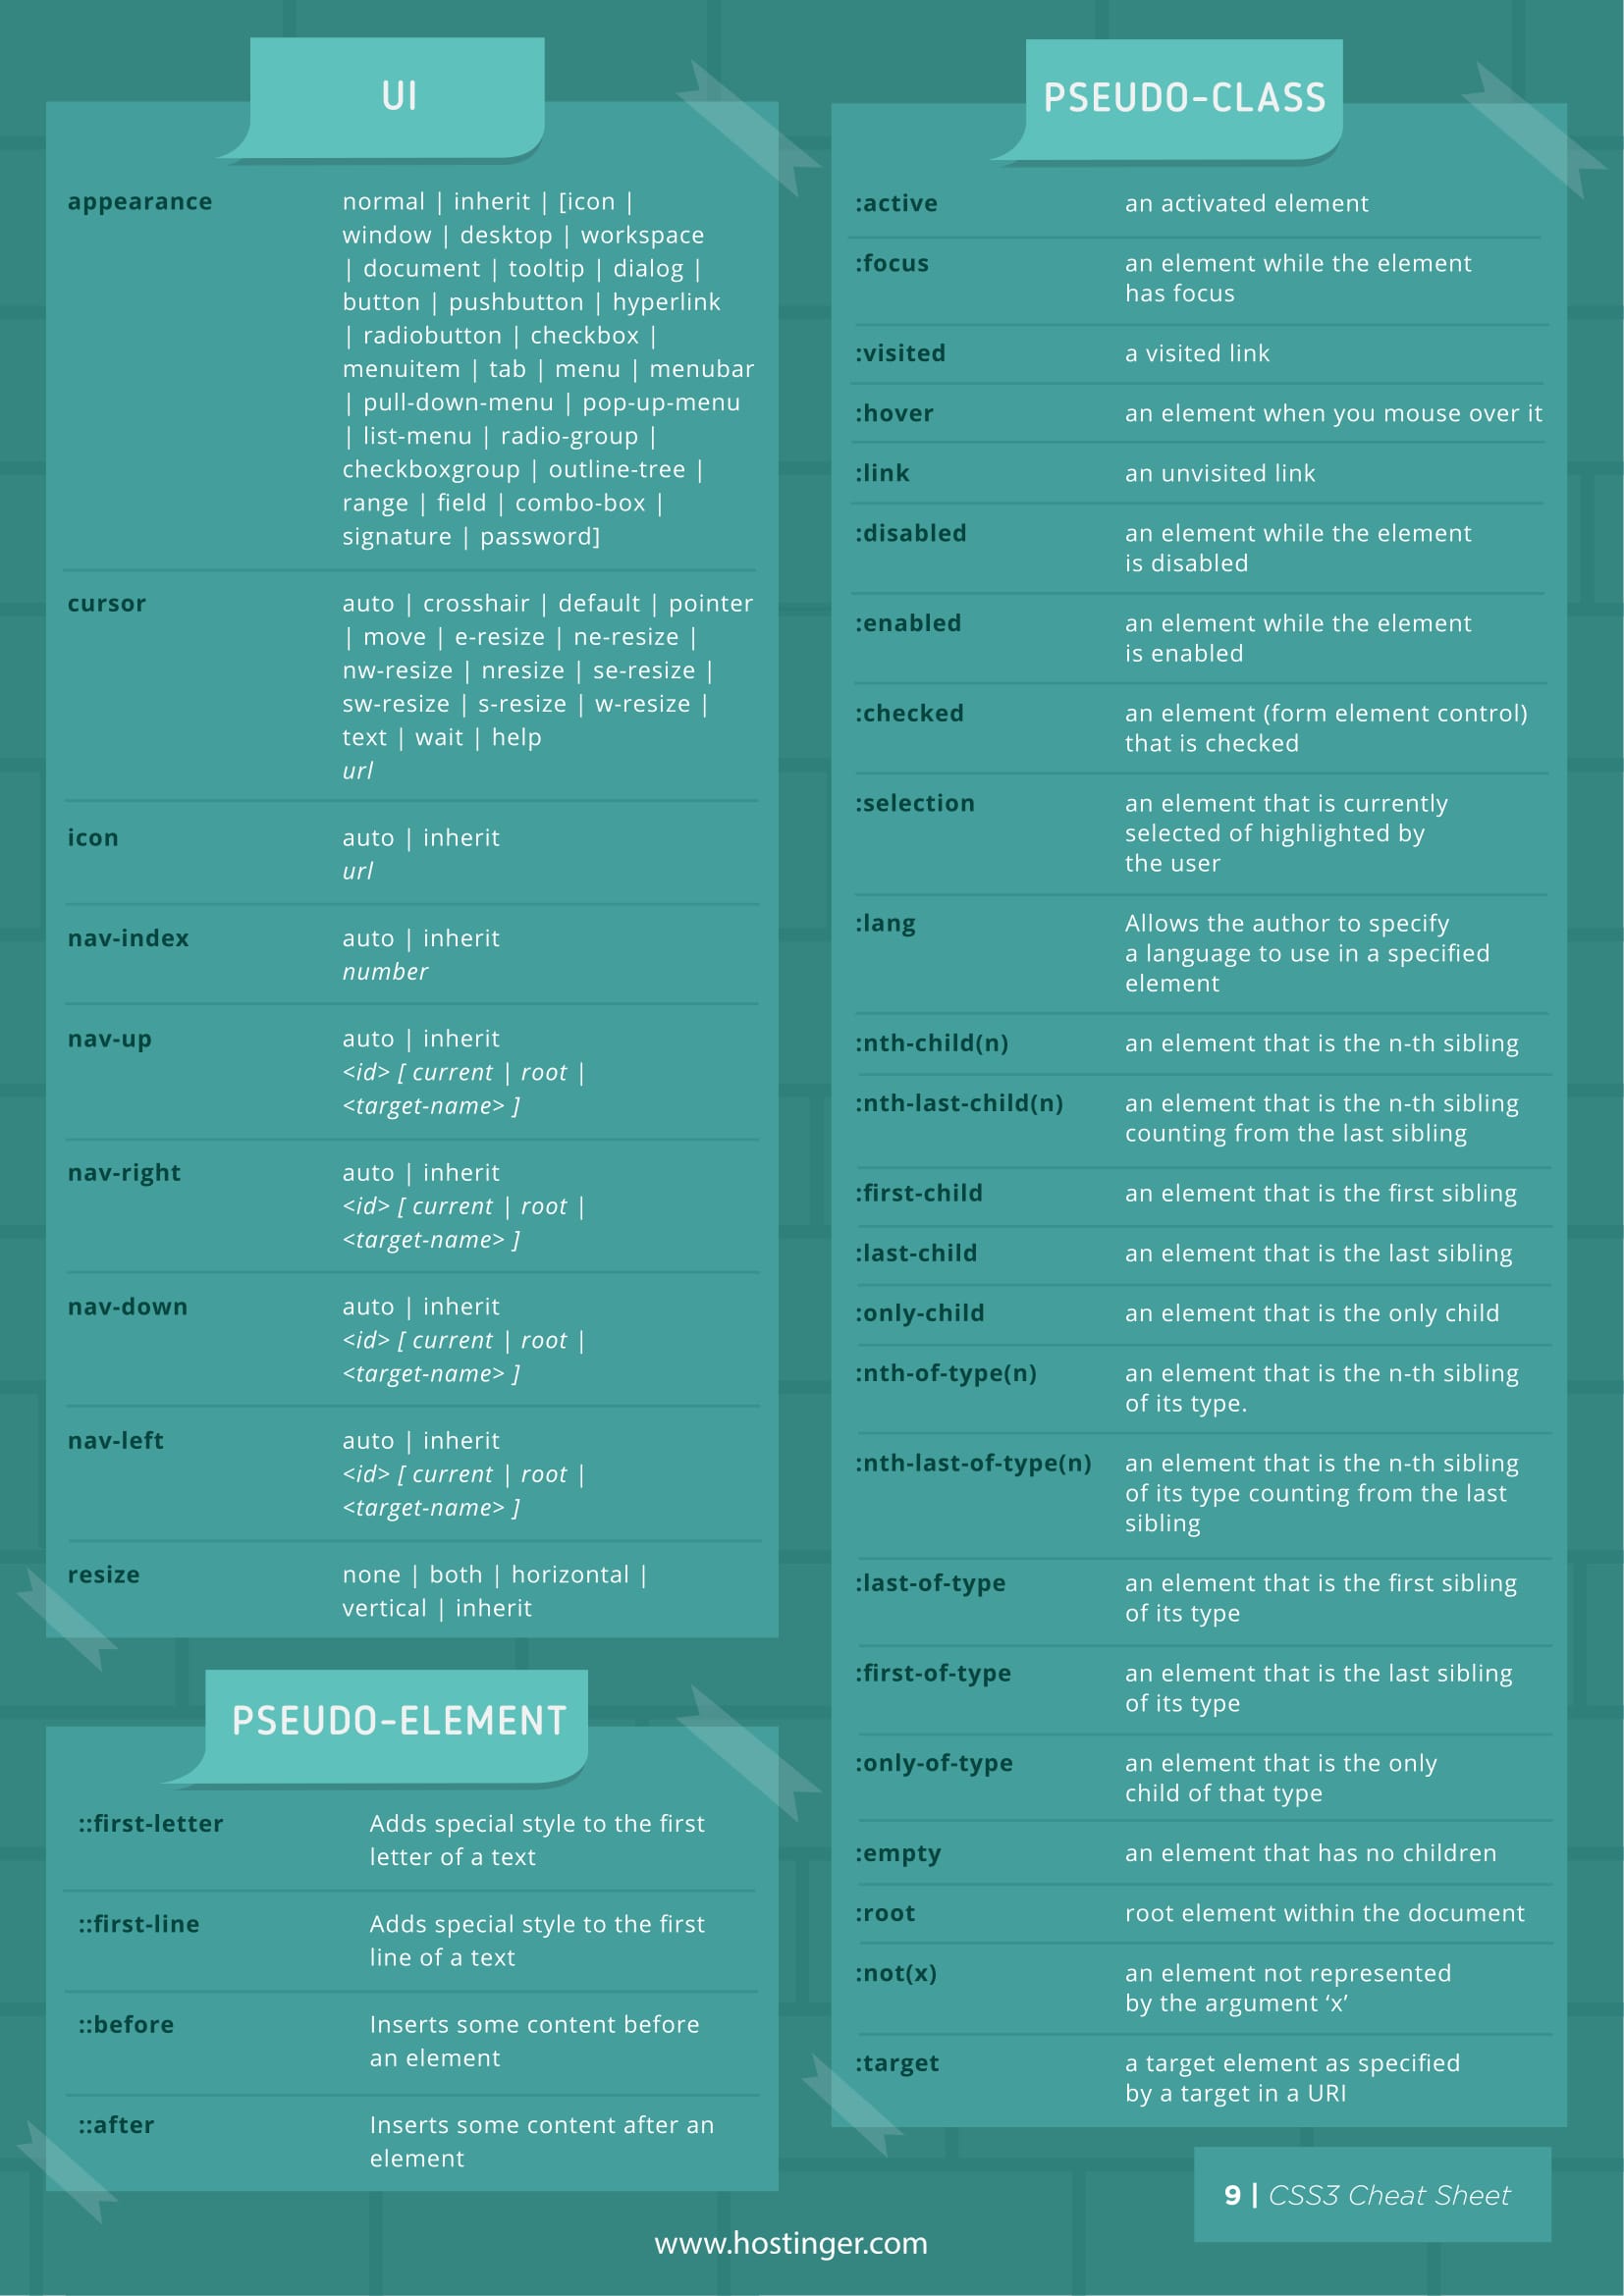 UI
appearance normal | inherit | [icon |
window | desktop | workspace
| document | tooltip | dialog |
button | pushbutton | hyperlink
| radiobutton | checkbox |
menuitem | tab | menu | menubar
| pull-down-menu | pop-up-menu
| list-menu | radio-group |
checkboxgroup | outline-tree |
range | field | combo-box |
signature | password]
cursor auto | crosshair | default | pointer
| move | e-resize | ne-resize |
nw-resize | nresize | se-resize |
sw-resize | s-resize | w-resize |
text | wait | help
url
icon auto | inherit
url
nav-index auto | inherit
number
nav-up auto | inherit
<id> [ current | root |
<target-name> ]
nav-right auto | inherit
<id> [ current | root |
<target-name> ]
nav-down auto | inherit
<id> [ current | root |
<target-name> ]
nav-left auto | inherit
<id> [ current | root |
<target-name> ]
resize none | both | horizontal |
vertical | inherit
PSEUDO-ELEMENT
::first-letter Adds special style to the first
letter of a text
::first-line Adds special style to the first
line of a text
::before Inserts some content before
an element
::after Inserts some content after an
element
PSEUDO-CLASS
:active an activated element
:focus an element while the element
has focus
:visited a visited link
:hover an element when you mouse over it
:link an unvisited link
:disabled an element while the element
is disabled
:enabled an element while the element
is enabled
:checked an element (form element control)
that is checked
:selection an element that is currently
selected of highlighted by
the user
:lang Allows the author to specify
a language to use in a specified
element
:nth-child(n) an element that is the n-th sibling
:nth-last-child(n) an element that is the n-th sibling
counting from the last sibling
:first-child an element that is the first sibling
:last-child an element that is the last sibling
:only-child an element that is the only child
:nth-of-type(n) an element that is the n-th sibling
of its type.
:nth-last-of-type(n) an element that is the n-th sibling
of its type counting from the last
sibling
:last-of-type an element that is the first sibling
of its type
:first-of-type an element that is the last sibling
of its type
:only-of-type an element that is the only
child of that type
:empty an element that has no children
:root root element within the document
:not(x) an element not represented
by the argument ‘x’
:target a target element as specified
by a target in a URI
9 | CSS3 Cheat Sheet
www.hostinger.com